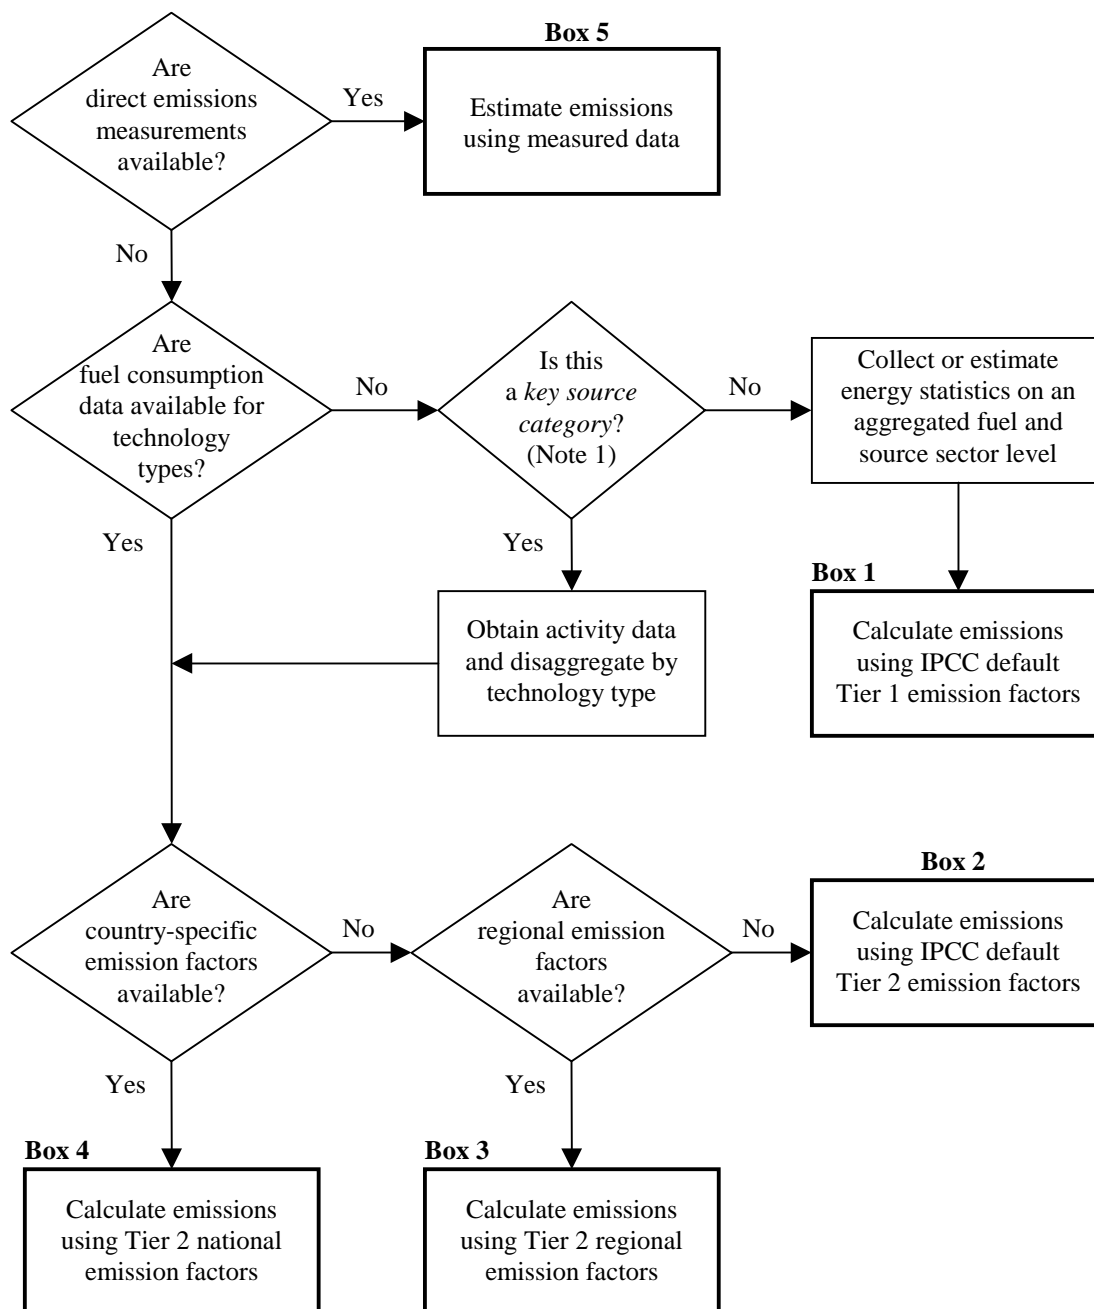 Box 5
Are
direct emissions
measurements
available?
Yes
Estimate emissions
using measured data
No
Are
fuel consumption
data available for
technology
types?
No
Is this
a key source
category?
(Note 1)
No
Collect or estimate
energy statistics on an
aggregated fuel and
source sector level
Yes
Yes
Box 1
Obtain activity data
and disaggregate by
technology type
Calculate emissions
using IPCC default
Tier 1 emission factors
Box 2
Are
country-specific
emission factors
available?
No
Are
regional emission
factors
available?
No
Calculate emissions
using IPCC default
Tier 2 emission factors
Yes
Yes
Box 4
Box 3
Calculate emissions
using Tier 2 national
emission factors
Calculate emissions
using Tier 2 regional
emission factors